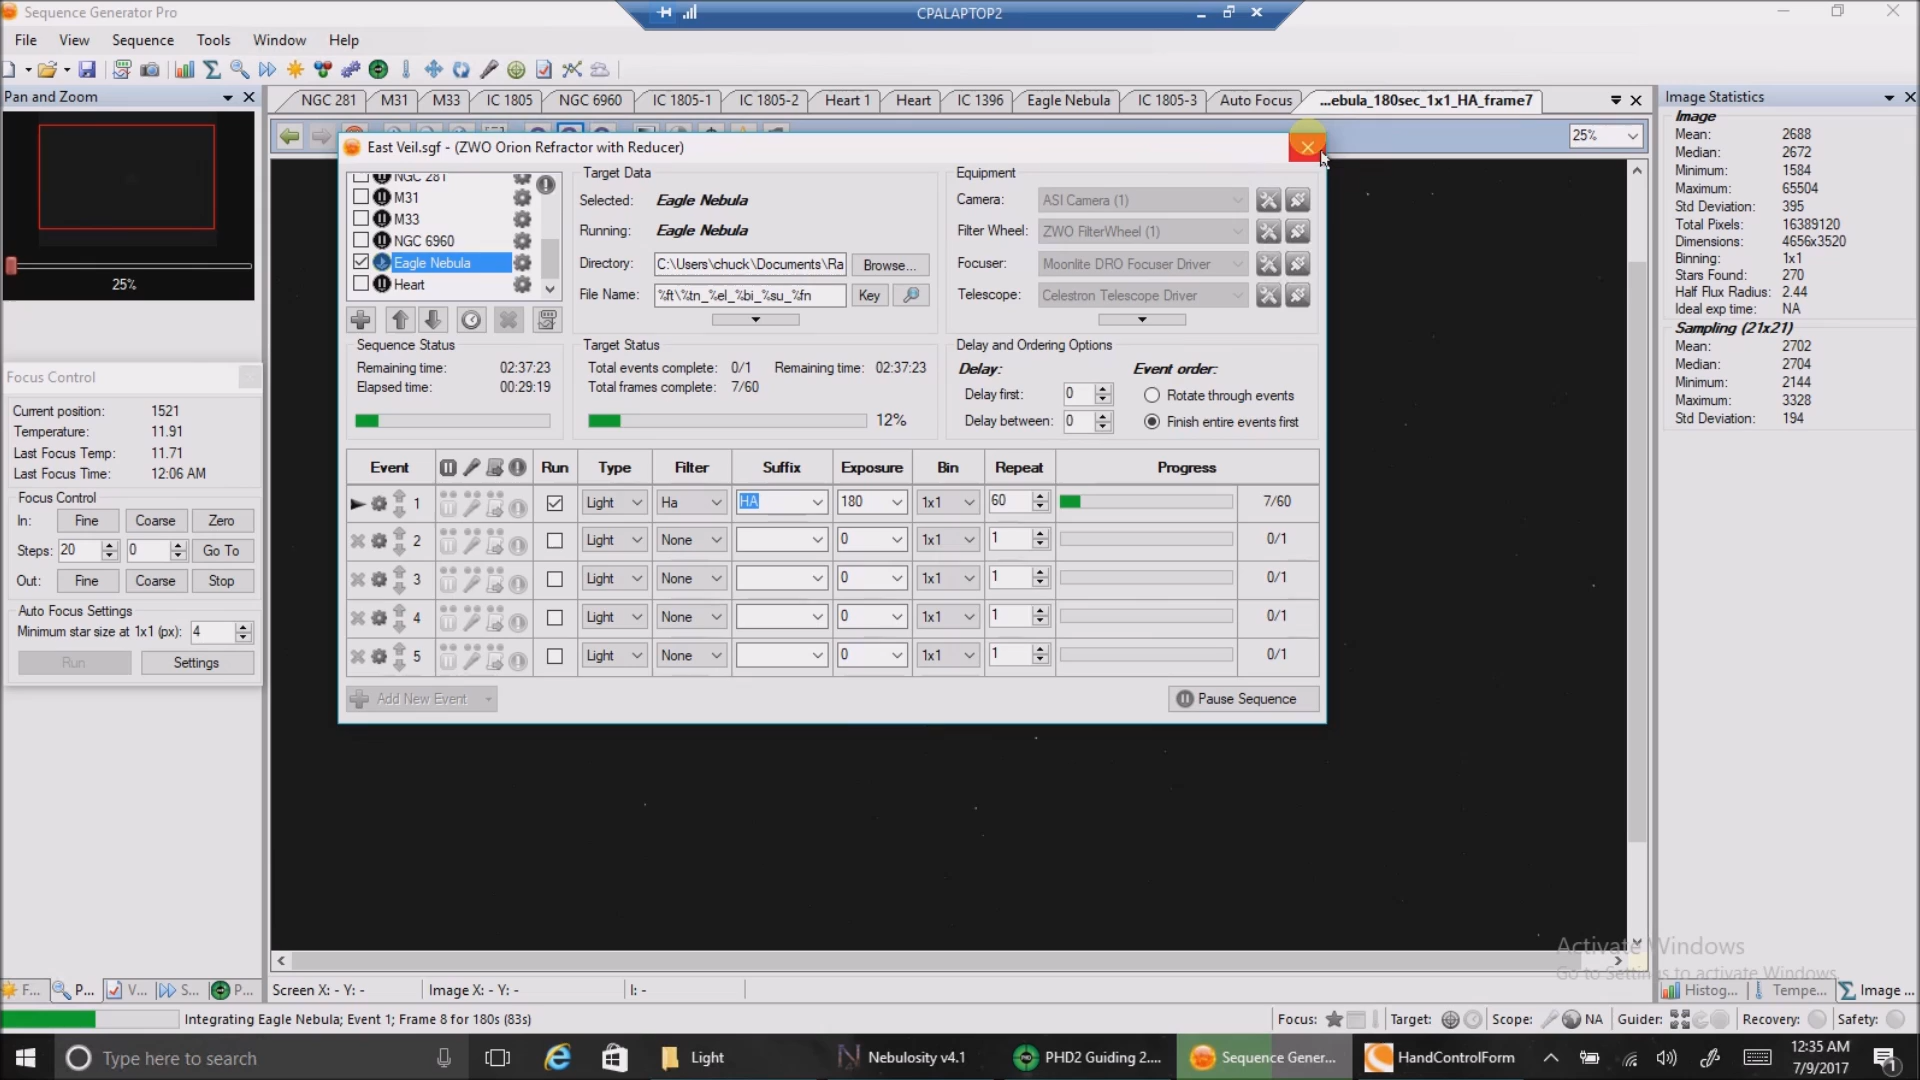 Sequence Generator Pro
CPALAPTOP2
File View Sequence Tools Window Help
Pan and Zoom
NGC 281 M31 M33 IC 1805 NGC 6960 IC 1805-1 IC 1805-2 Heart 1 Heart IC 1396 Eagle Nebula IC 1805-3 Auto Focus ...ebula_180sec_1x1_HA_frame7
25%
25%
East Veil.sgf - (ZWO Orion Refractor with Reducer)
NGC 281
M31
M33
NGC 6960
Eagle Nebula
Heart
Target Data
Selected: Eagle Nebula
Running: Eagle Nebula
Directory: C:\Users\chuck\Documents\Ra Browse...
File Name: %ft\%tn_%el_%bi_%su_%fn Key
Equipment
Camera: ASI Camera (1)
Filter Wheel: ZWO FilterWheel (1)
Focuser: Moonlite DRO Focuser Driver
Telescope: Celestron Telescope Driver
Sequence Status
Remaining time: 02:37:23
Elapsed time: 00:29:19
Target Status
Total events complete: 0/1 Remaining time: 02:37:23
Total frames complete: 7/60
12%
Delay and Ordering Options
Delay: Event order:
Delay first: 0 Rotate through events
Delay between: 0 Finish entire events first
Event Run Type Filter Suffix Exposure Bin Repeat Progress
1 Light Ha HA 180 1x1 60 7/60
2 Light None 0 1x1 1 0/1
3 Light None 0 1x1 1 0/1
4 Light None 0 1x1 1 0/1
5 Light None 0 1x1 1 0/1
Add New Event Pause Sequence
Focus Control
Current position: 1521
Temperature: 11.91
Last Focus Temp: 11.71
Last Focus Time: 12:06 AM
Focus Control
In: Fine Coarse Zero
Steps: 20 0 Go To
Out: Fine Coarse Stop
Auto Focus Settings
Minimum star size at 1x1 (px): 4
Run Settings
Image Statistics
Image
Mean: 2688
Median: 2672
Minimum: 1584
Maximum: 65504
Std Deviation: 395
Total Pixels: 16389120
Dimensions: 4656x3520
Binning: 1x1
Stars Found: 270
Half Flux Radius: 2.44
Ideal exp time: NA
Sampling (21x21)
Mean: 2702
Median: 2704
Minimum: 2144
Maximum: 3328
Std Deviation: 194
Activate Windows
Go to Settings to activate Windows.
F... P... V... S... P... Screen X: - Y: - Image X: - Y: - I: - Histog... Tempe... Image ...
Integrating Eagle Nebula; Event 1; Frame 8 for 180s (83s) Focus: Target: Scope: NA Guider: Recovery: Safety:
Type here to search Light Nebulosity v4.1 PHD2 Guiding 2.... Sequence Gener... HandControlForm 12:35 AM
7/9/2017
1